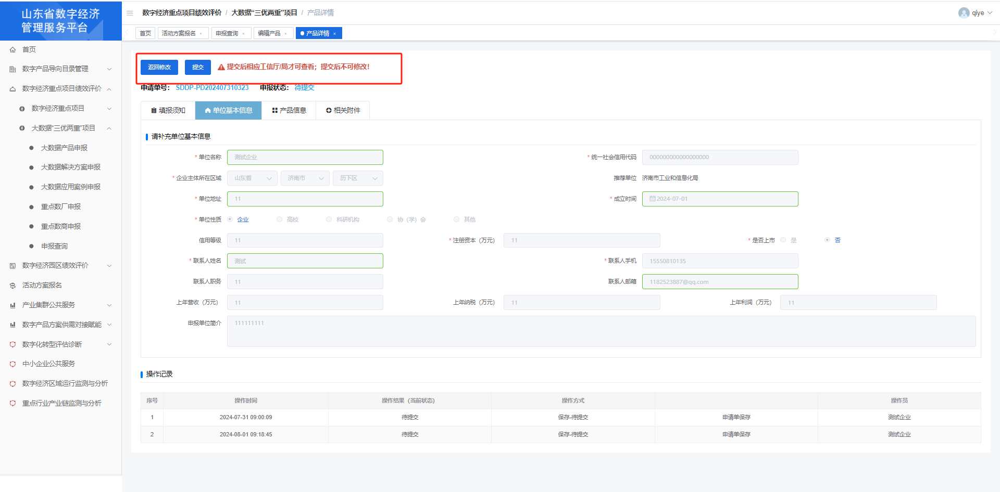 山东省数字经济
管理服务平台
数字经济重点项目绩效评价 / 大数据“三优两重”项目 / 产品详情
qiye
首页
活动方案报名 ×
申报查询 ×
编辑产品 ×
产品详情 ×
首页
数字产品导向目录管理
数字经济重点项目绩效评价
数字经济重点项目
大数据“三优两重”项目
大数据产品申报
大数据解决方案申报
大数据应用案例申报
重点数厂申报
重点数商申报
申报查询
数字经济园区绩效评价
活动方案报名
产业集群公共服务
数字产品方案供需对接赋能
数字化转型评估诊断
中小企业公共服务
数字经济区域运行监测与分析
重点行业产业链监测与分析
返回修改 提交 提交后相应工信厅/局才可查看；提交后不可修改！
申请单号： SDDP-PD202407310323 申报状态： 待提交
填报须知 单位基本信息 产品信息 相关附件
请补充单位基本信息
* 单位名称 测试企业 * 统一社会信用代码 000000000000000000
* 企业主体所在区域 山东省 济南市 历下区 推荐单位 济南市工业和信息化局
* 单位地址 11 * 成立时间 2024-07-01
* 单位性质 企业 高校 科研机构 协（学）会 其他
信用等级 11 * 注册资本（万元） 11 * 是否上市 是 否
* 联系人姓名 测试 * 联系人手机 15550810135
联系人职务 11 联系人邮箱 1182523887@qq.com
上年营收（万元） 11 上年纳税（万元） 11 上年利润（万元） 11
申报单位简介 111111111
操作记录
序号 操作时间 操作结果（当前状态） 操作方式 操作员
1 2024-07-31 09:00:09 待提交 保存-待提交 申请单保存 测试企业
2 2024-08-01 09:18:45 待提交 保存-待提交 申请单保存 测试企业